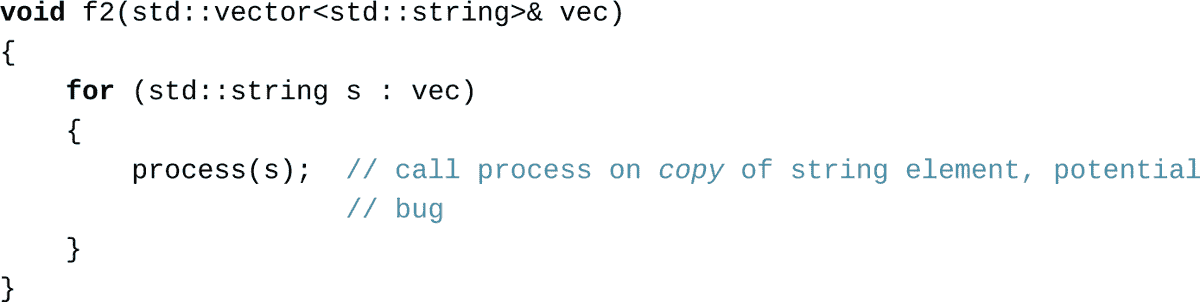 void f2(std::vector<std::string>& vec)
{
    for (std::string s : vec)
    {
        process(s);  // call process on copy of string element, potential
                     // bug
    }
}